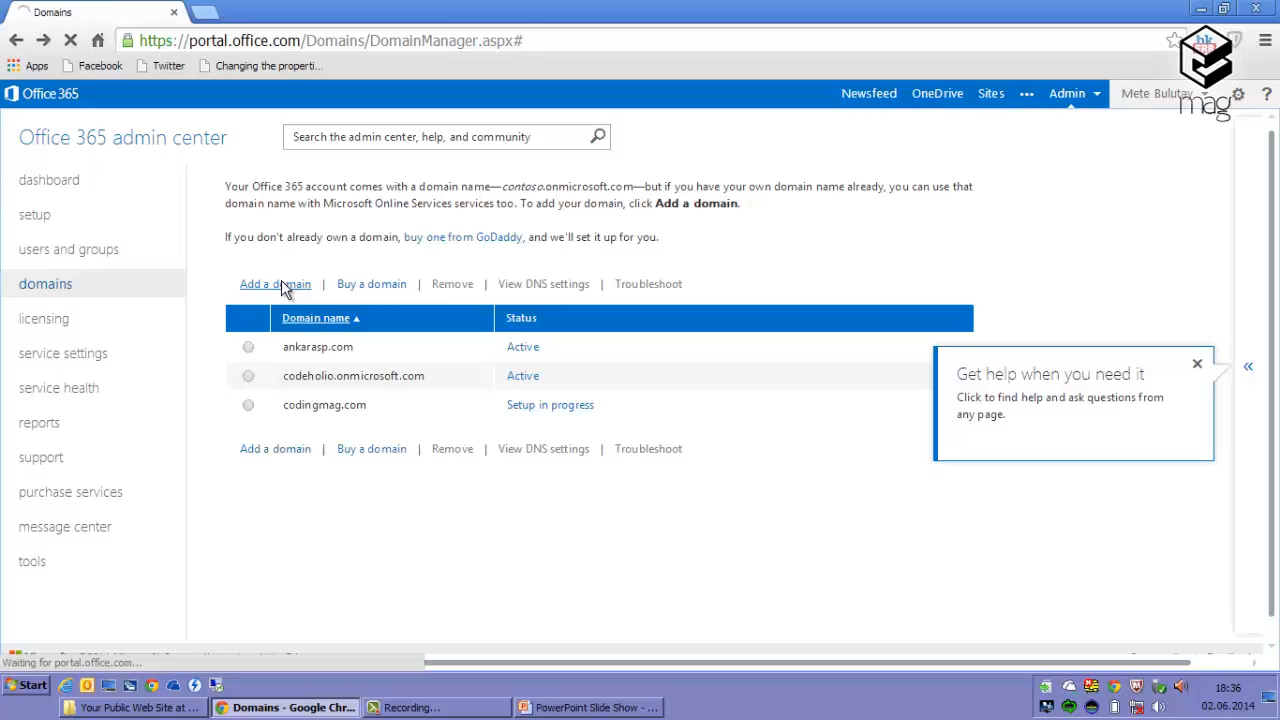 Domains
https://portal.office.com/Domains/DomainManager.aspx#
Apps Facebook Twitter Changing the properti...
mag
Office 365 Newsfeed OneDrive Sites ••• Admin Mete Bulutay ?
Office 365 admin center
Search the admin center, help, and community
dashboard
setup
users and groups
domains
licensing
service settings
service health
reports
support
purchase services
message center
tools
Your Office 365 account comes with a domain name—contoso.onmicrosoft.com—but if you have your own domain name already, you can use that
domain name with Microsoft Online Services services too. To add your domain, click Add a domain.
If you don't already own a domain, buy one from GoDaddy, and we'll set it up for you.
Add a domain | Buy a domain | Remove | View DNS settings | Troubleshoot
Domain name Status
ankarasp.com Active
codeholio.onmicrosoft.com Active
codingmag.com Setup in progress
Add a domain | Buy a domain | Remove | View DNS settings | Troubleshoot
Get help when you need it
Click to find help and ask questions from
any page.
Waiting for portal.office.com...
Start
18:36
Your Public Web Site at ... Domains - Google Chr... Recording... PowerPoint Slide Show - ...
02.06.2014